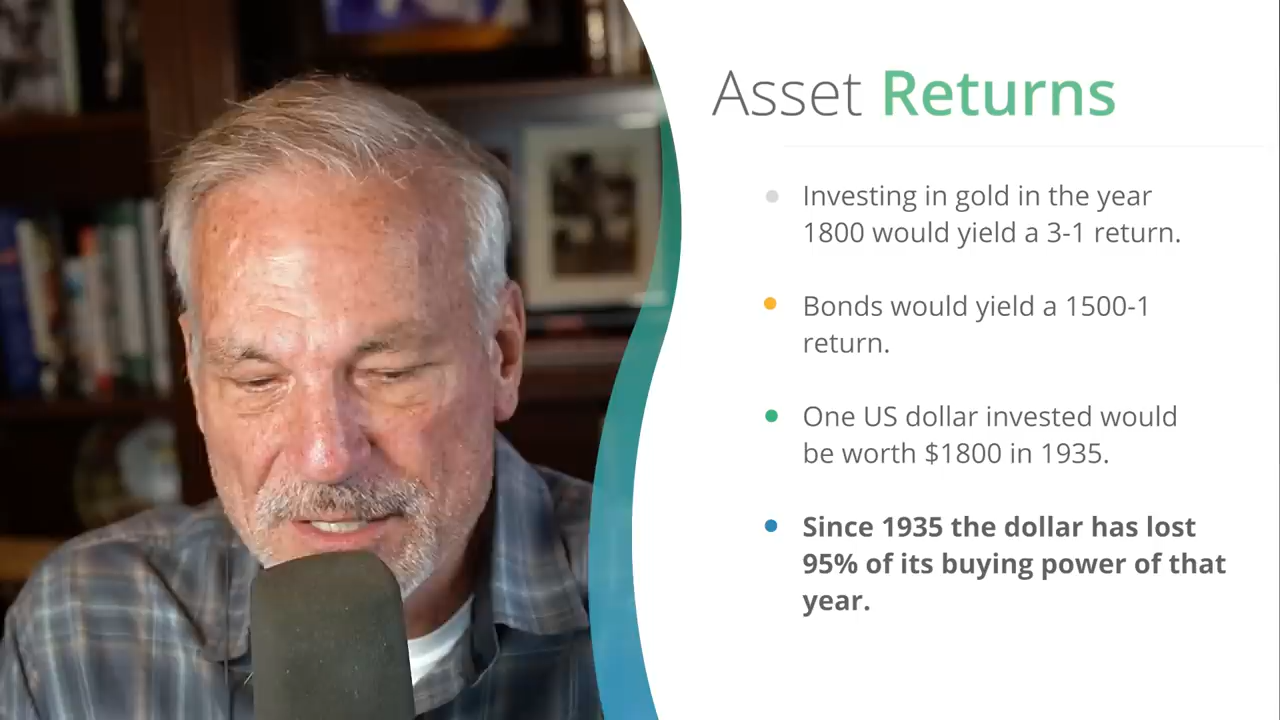 Asset Returns
Investing in gold in the year
1800 would yield a 3-1 return.
Bonds would yield a 1500-1
return.
One US dollar invested would
be worth $1800 in 1935.
Since 1935 the dollar has lost
95% of its buying power of that
year.